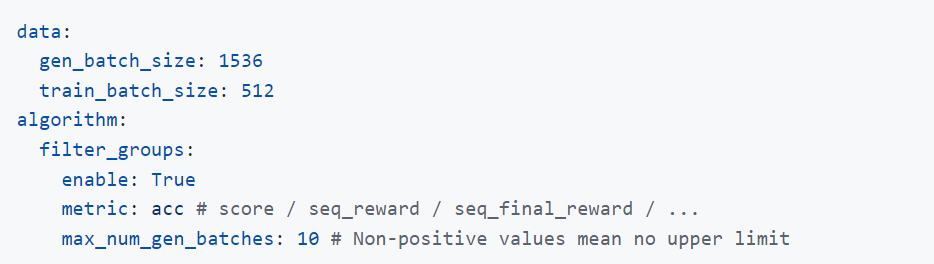 data:
  gen_batch_size: 1536
  train_batch_size: 512
algorithm:
  filter_groups:
    enable: True
    metric: acc # score / seq_reward / seq_final_reward / ...
    max_num_gen_batches: 10 # Non-positive values mean no upper limit